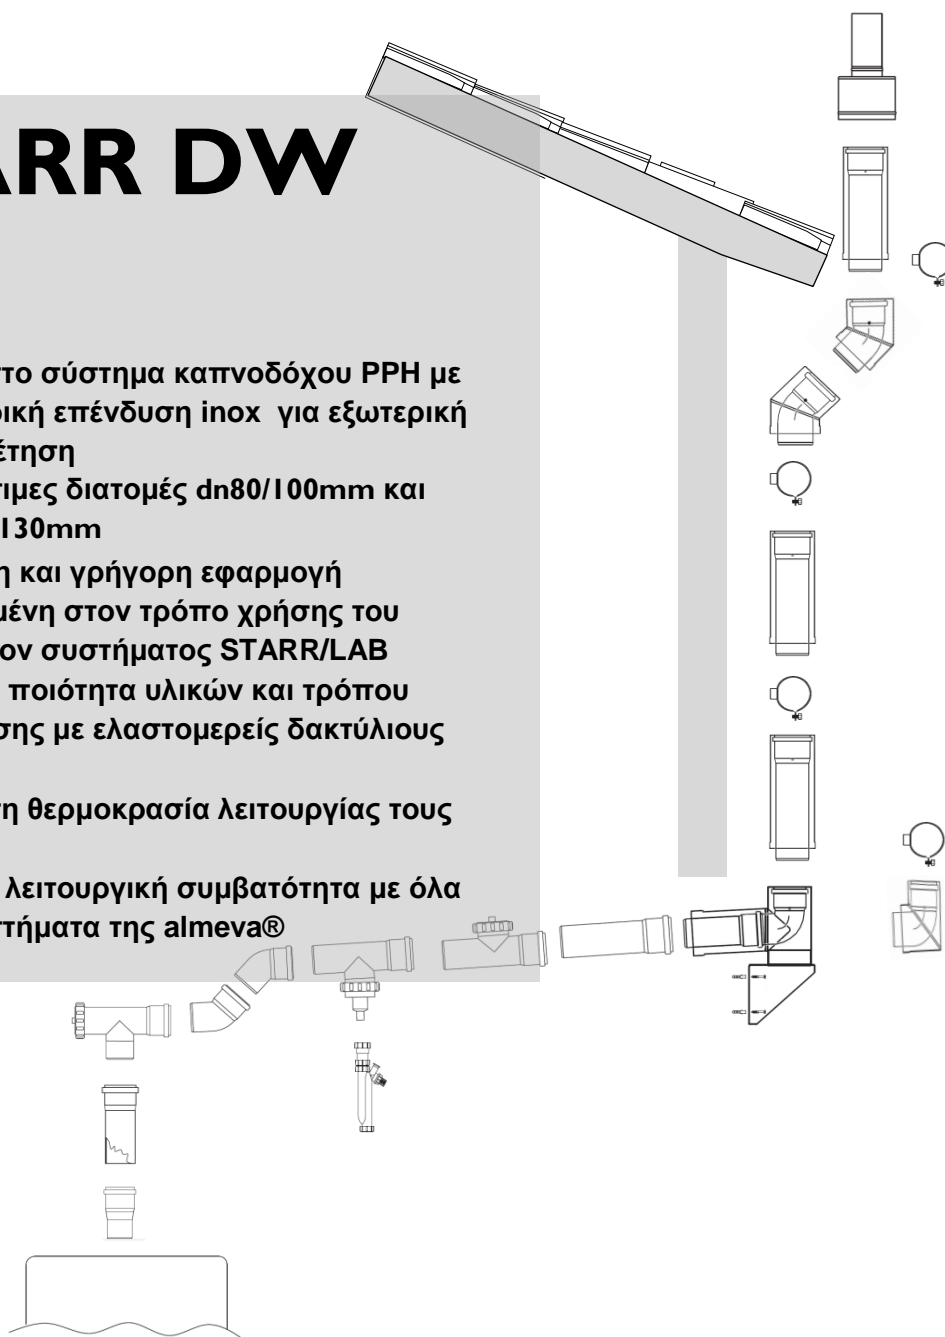 ARR DW
το σύστημα καπνοδόχου PPH με
ρική επένδυση inox για εξωτερική
έτηση
τιμες διατομές dn80/100mm και
130mm
η και γρήγορη εφαρμογή
μένη στον τρόπο χρήσης του
ον συστήματος STARR/LAB
ποιότητα υλικών και τρόπου
σης με ελαστομερείς δακτύλιους
τη θερμοκρασία λειτουργίας τους
λειτουργική συμβατότητα με όλα
τήματα της almeva®